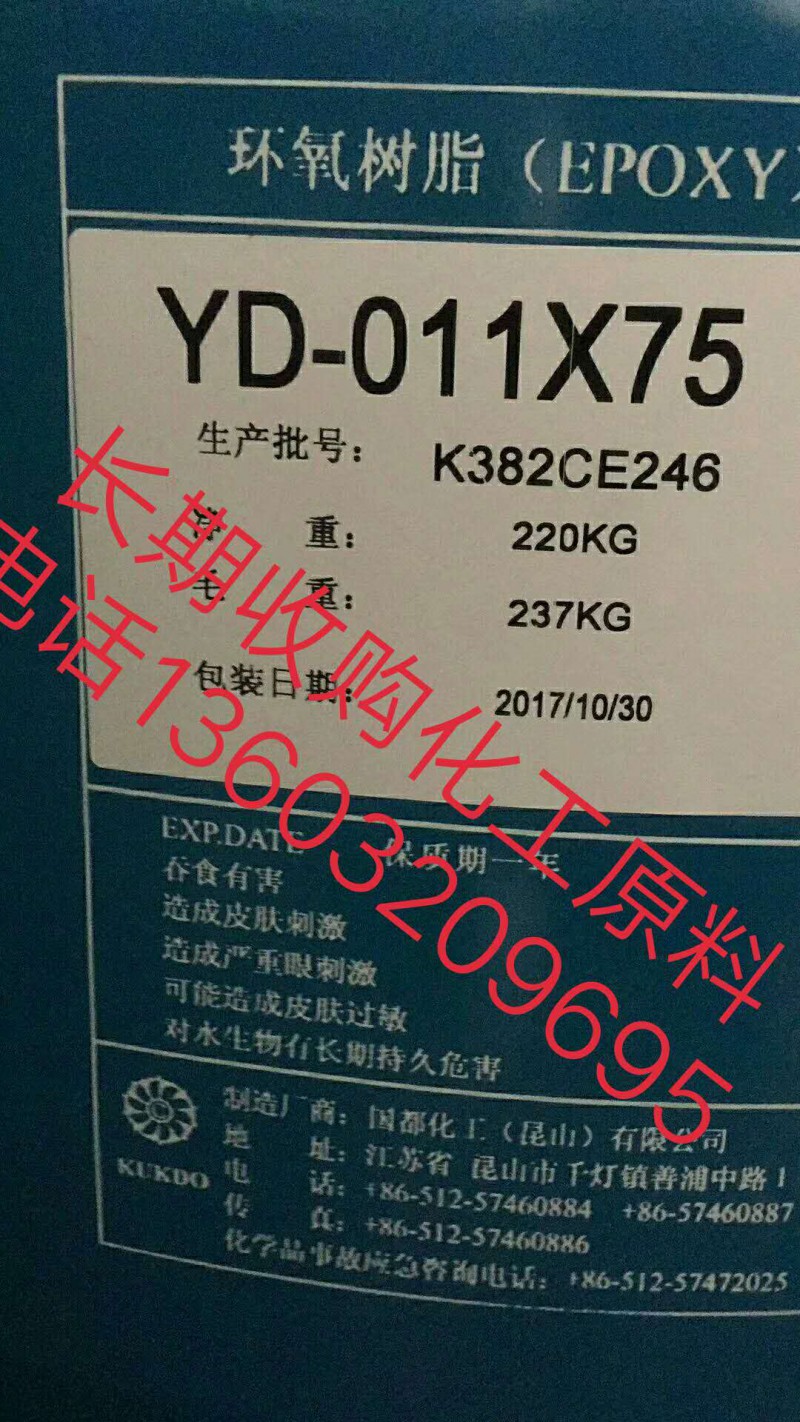 环氧树脂（EPOXY）
YD-011X75
生产批号： K382CE246
重： 220KG
毛 重： 237KG
包装日期： 2017/10/30
长期收购化工原料
电话13603209695
EXP.DATE 保质期一年
吞食有害
造成皮肤刺激
造成严重眼刺激
可能造成皮肤过敏
对水生物有长期持久危害
KUKDO
制造厂商：国都化工（昆山）有限公司
地 址：江苏省 昆山市千灯镇善浦中路1
电 话：+86-512-57460884 +86-57460887
传 真：+86-512-57460886
化学品事故应急咨询电话：+86-512-57472025